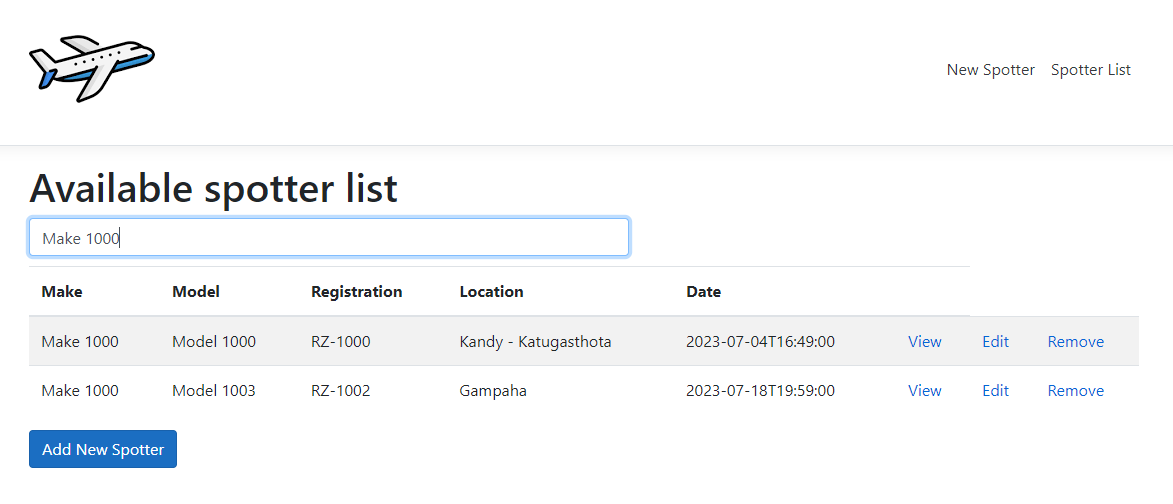 New Spotter Spotter List
Available spotter list
Make 1000
Make Model Registration Location Date
Make 1000 Model 1000 RZ-1000 Kandy - Katugasthota 2023-07-04T16:49:00 View Edit Remove
Make 1000 Model 1003 RZ-1002 Gampaha 2023-07-18T19:59:00 View Edit Remove
Add New Spotter